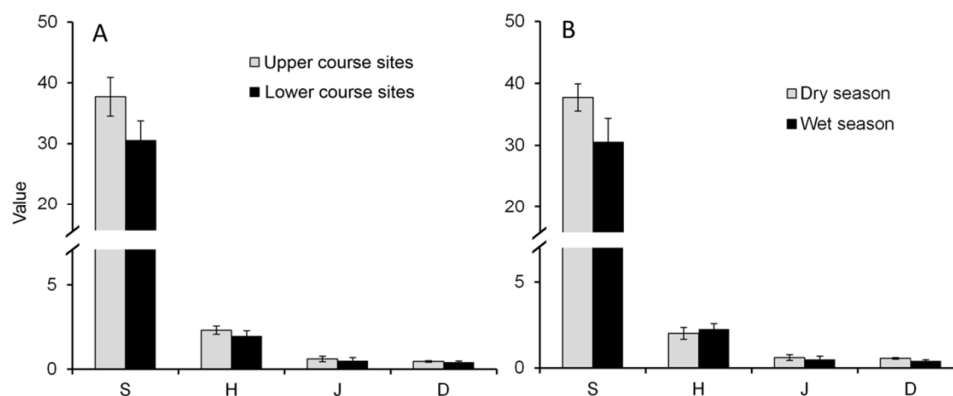 A
50
40
30
20
5
0
Value
Upper course sites
Lower course sites
S H J D
B
50
40
30
20
5
0
Dry season
Wet season
S H J D